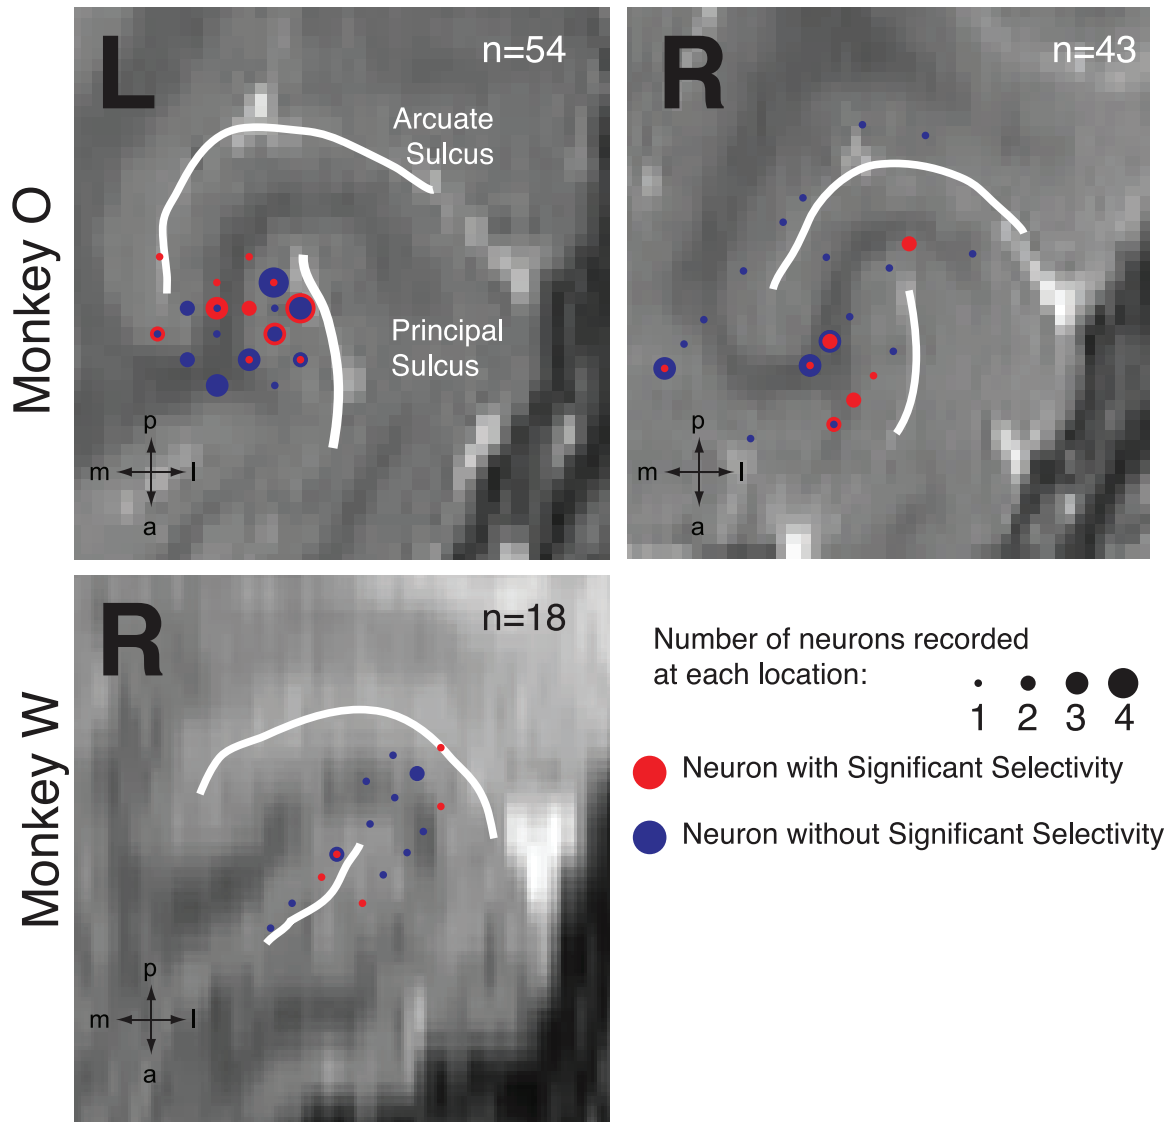 L
n=54
Arcuate
Sulcus
Principal
Sulcus
Monkey O
p
m
l
a
R
n=43
p
m
l
a
R
n=18
Monkey W
p
m
l
a
Number of neurons recorded
at each location:
1 2 3 4
Neuron with Significant Selectivity
Neuron without Significant Selectivity